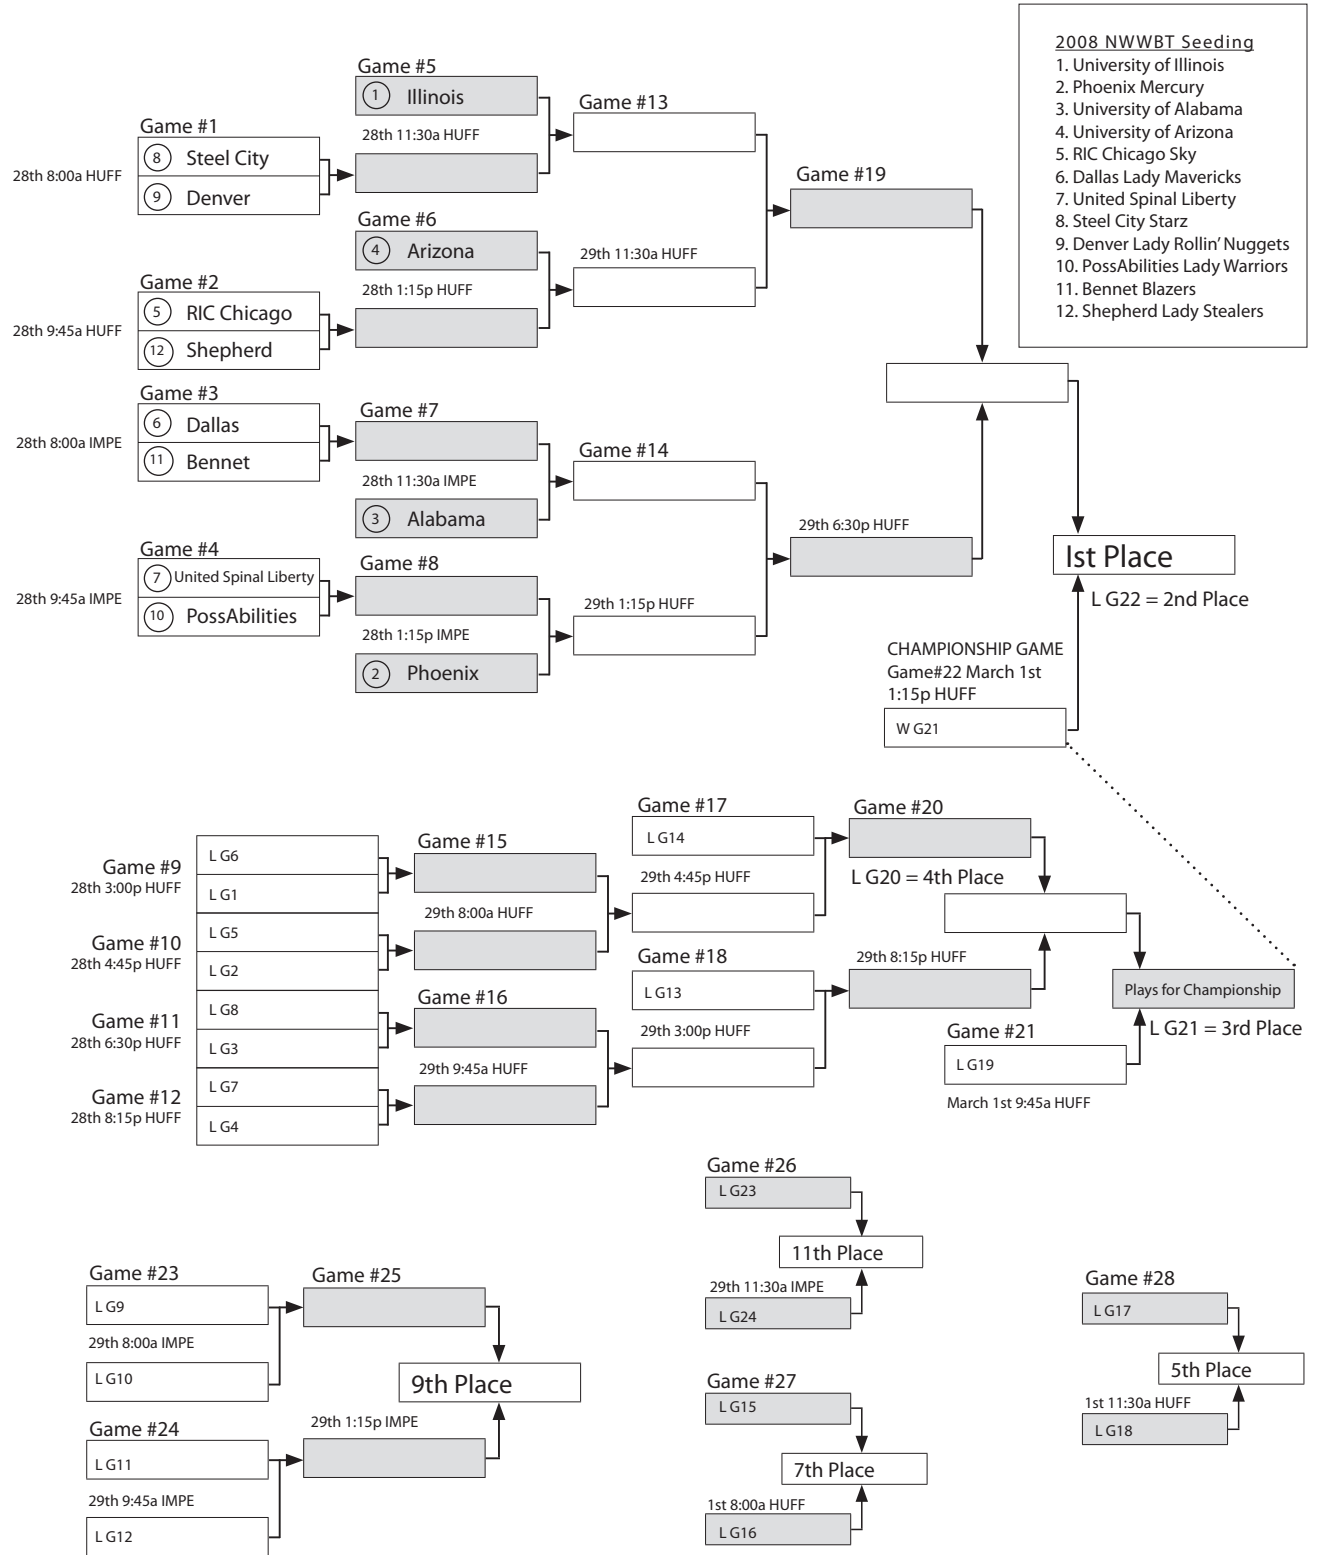 2008 NWWBT Seeding
1. University of Illinois
2. Phoenix Mercury
3. University of Alabama
4. University of Arizona
5. RIC Chicago Sky
6. Dallas Lady Mavericks
7. United Spinal Liberty
8. Steel City Starz
9. Denver Lady Rollin' Nuggets
10. PossAbilities Lady Warriors
11. Bennet Blazers
12. Shepherd Lady Stealers
Game #1
8 Steel City
28th 8:00a HUFF
9 Denver
Game #2
5 RIC Chicago
28th 9:45a HUFF
12 Shepherd
Game #3
6 Dallas
28th 8:00a IMPE
11 Bennet
Game #4
7 United Spinal Liberty
28th 9:45a IMPE
10 PossAbilities
Game #5
1 Illinois
28th 11:30a HUFF
Game #6
4 Arizona
28th 1:15p HUFF
Game #7
28th 11:30a IMPE
3 Alabama
Game #8
28th 1:15p IMPE
2 Phoenix
Game #13
29th 11:30a HUFF
Game #14
29th 1:15p HUFF
Game #19
29th 6:30p HUFF
Ist Place
L G22 = 2nd Place
CHAMPIONSHIP GAME
Game#22 March 1st
1:15p HUFF
W G21
Game #9
28th 3:00p HUFF
L G6
L G1
Game #10
28th 4:45p HUFF
L G5
L G2
Game #11
28th 6:30p HUFF
L G8
L G3
Game #12
28th 8:15p HUFF
L G7
L G4
Game #15
29th 8:00a HUFF
Game #16
29th 9:45a HUFF
Game #17
L G14
29th 4:45p HUFF
Game #18
L G13
29th 3:00p HUFF
Game #20
L G20 = 4th Place
29th 8:15p HUFF
Plays for Championship
L G21 = 3rd Place
Game #21
L G19
March 1st 9:45a HUFF
Game #23
L G9
29th 8:00a IMPE
L G10
Game #24
L G11
29th 9:45a IMPE
L G12
Game #25
9th Place
29th 1:15p IMPE
Game #26
L G23
11th Place
29th 11:30a IMPE
L G24
Game #27
L G15
7th Place
1st 8:00a HUFF
L G16
Game #28
L G17
5th Place
1st 11:30a HUFF
L G18